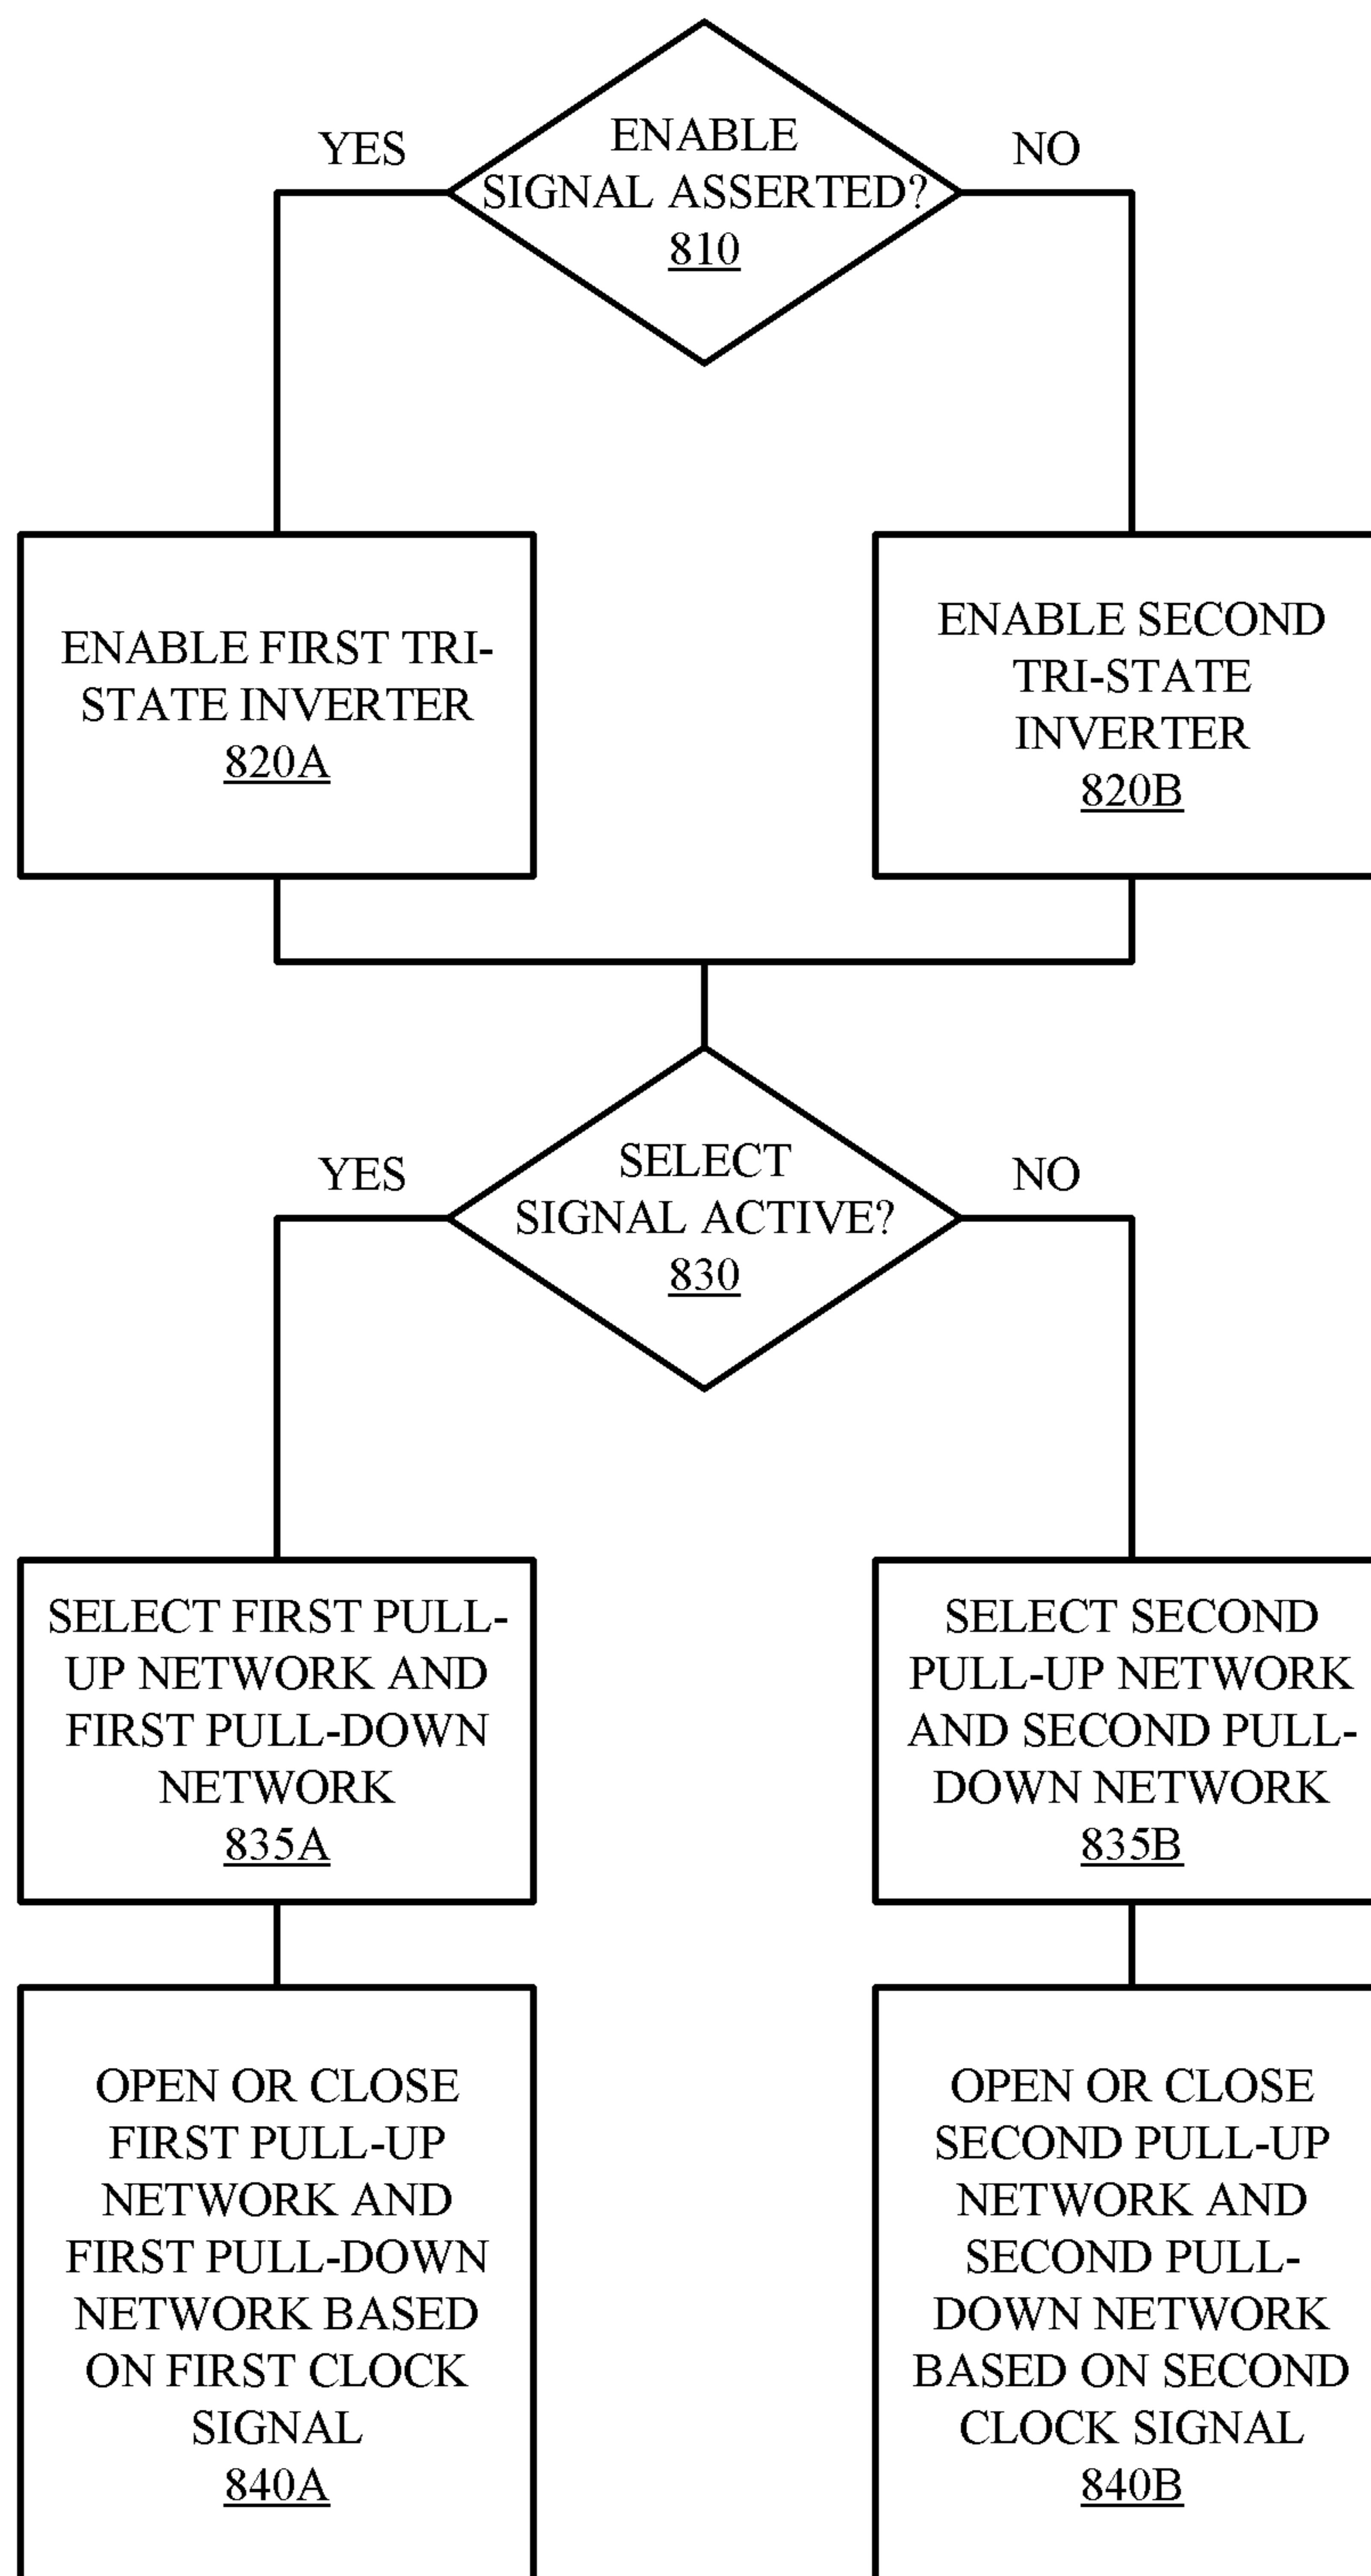 YES
ENABLE
SIGNAL ASSERTED?
810
NO
ENABLE FIRST TRI-
STATE INVERTER
820A
ENABLE SECOND
TRI-STATE
INVERTER
820B
YES
SELECT
SIGNAL ACTIVE?
830
NO
SELECT FIRST PULL-
UP NETWORK AND
FIRST PULL-DOWN
NETWORK
835A
SELECT SECOND
PULL-UP NETWORK
AND SECOND PULL-
DOWN NETWORK
835B
OPEN OR CLOSE
FIRST PULL-UP
NETWORK AND
FIRST PULL-DOWN
NETWORK BASED
ON FIRST CLOCK
SIGNAL
840A
OPEN OR CLOSE
SECOND PULL-UP
NETWORK AND
SECOND PULL-
DOWN NETWORK
BASED ON SECOND
CLOCK SIGNAL
840B